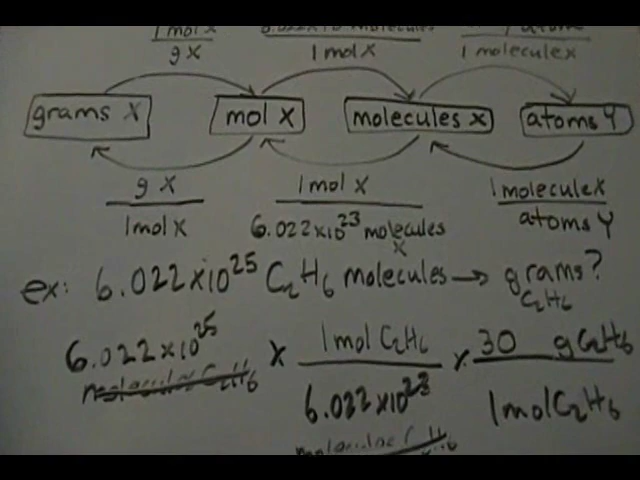 1 mol X
g X
1 mol X
1 molecule x
grams X
mol X
molecules x
atoms Y
g X
1 mol X
1 mol X
6.022x10^23 molecules
x
1 molecule X
atoms Y
ex: 6.022x10^25 C2H6 molecules → grams?
C2H6
6.022x10^25
molecules C2H6
x
1 mol C2H6
6.022x10^23
molecules C2H6
x
30 g C2H6
1 mol C2H6